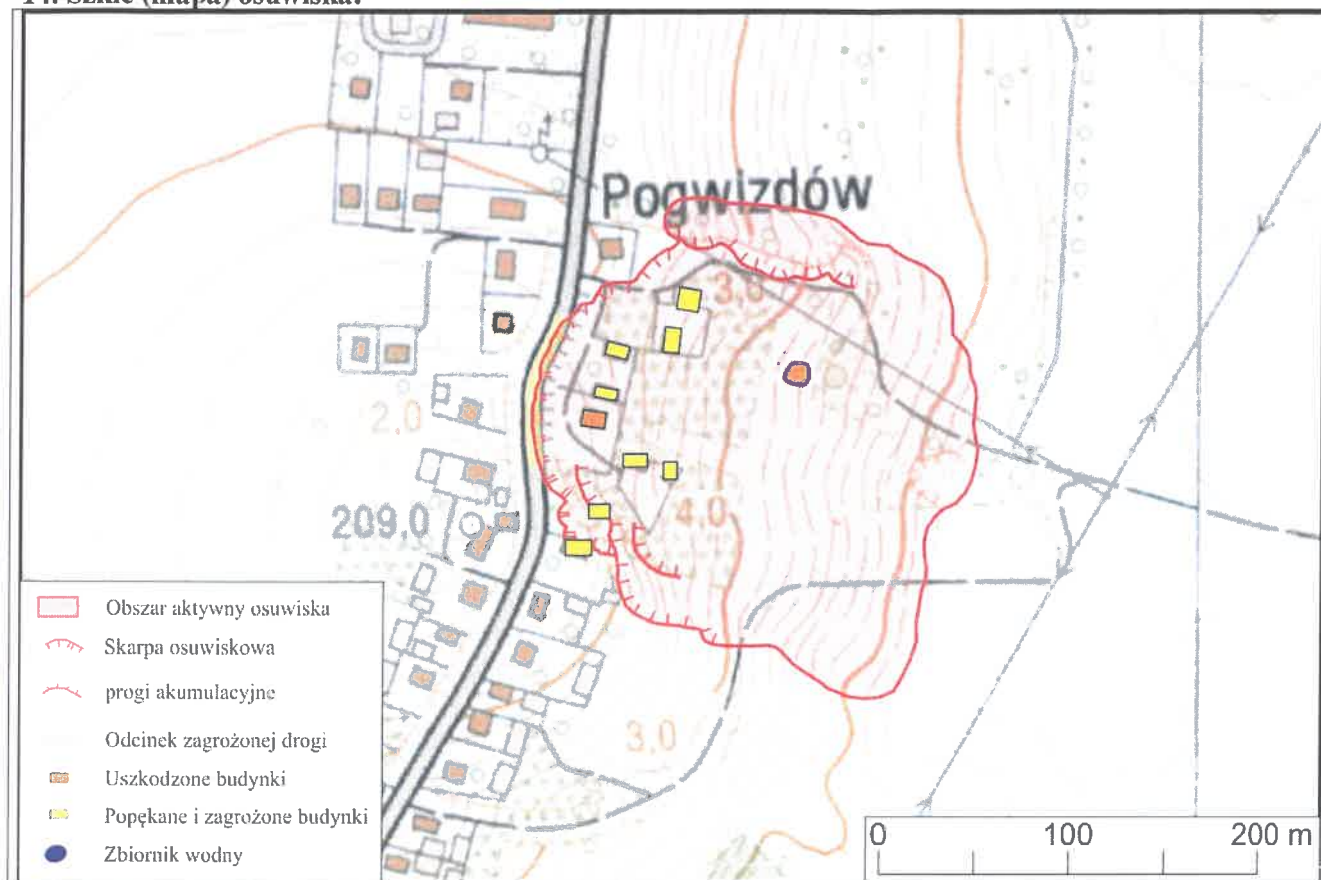 14. Szkic (mapa) osuwiska:
Pogwizdów
3,8
2,0
209,0
4,0
3,0
Obszar aktywny osuwiska
Skarpa osuwiskowa
progi akumulacyjne
Odcinek zagrożonej drogi
Uszkodzone budynki
Popękane i zagrożone budynki
Zbiornik wodny
0 100 200 m